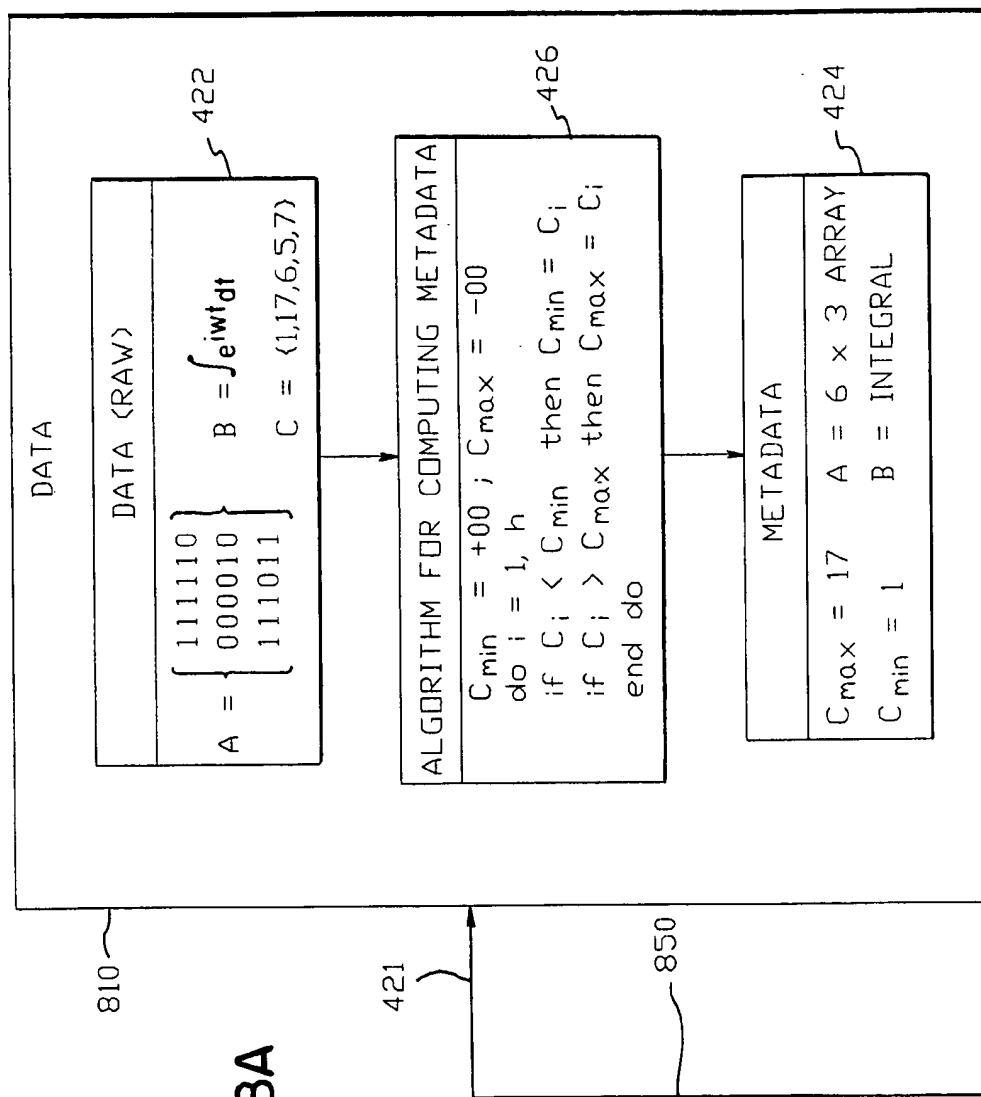 DATA
DATA (RAW)
A = { 111110
000010
111011 }
B = ∫e^{iwt}dt
C = {1,17,6,5,7}
422
ALGORITHM FOR COMPUTING METADATA
C_min = +00 ; C_max = -00
do i = 1, h
if C_i < C_min then C_min = C_i
if C_i > C_max then C_max = C_i
end do
426
METADATA
C_max = 17 A = 6 x 3 ARRAY
C_min = 1 B = INTEGRAL
424
810
421
850